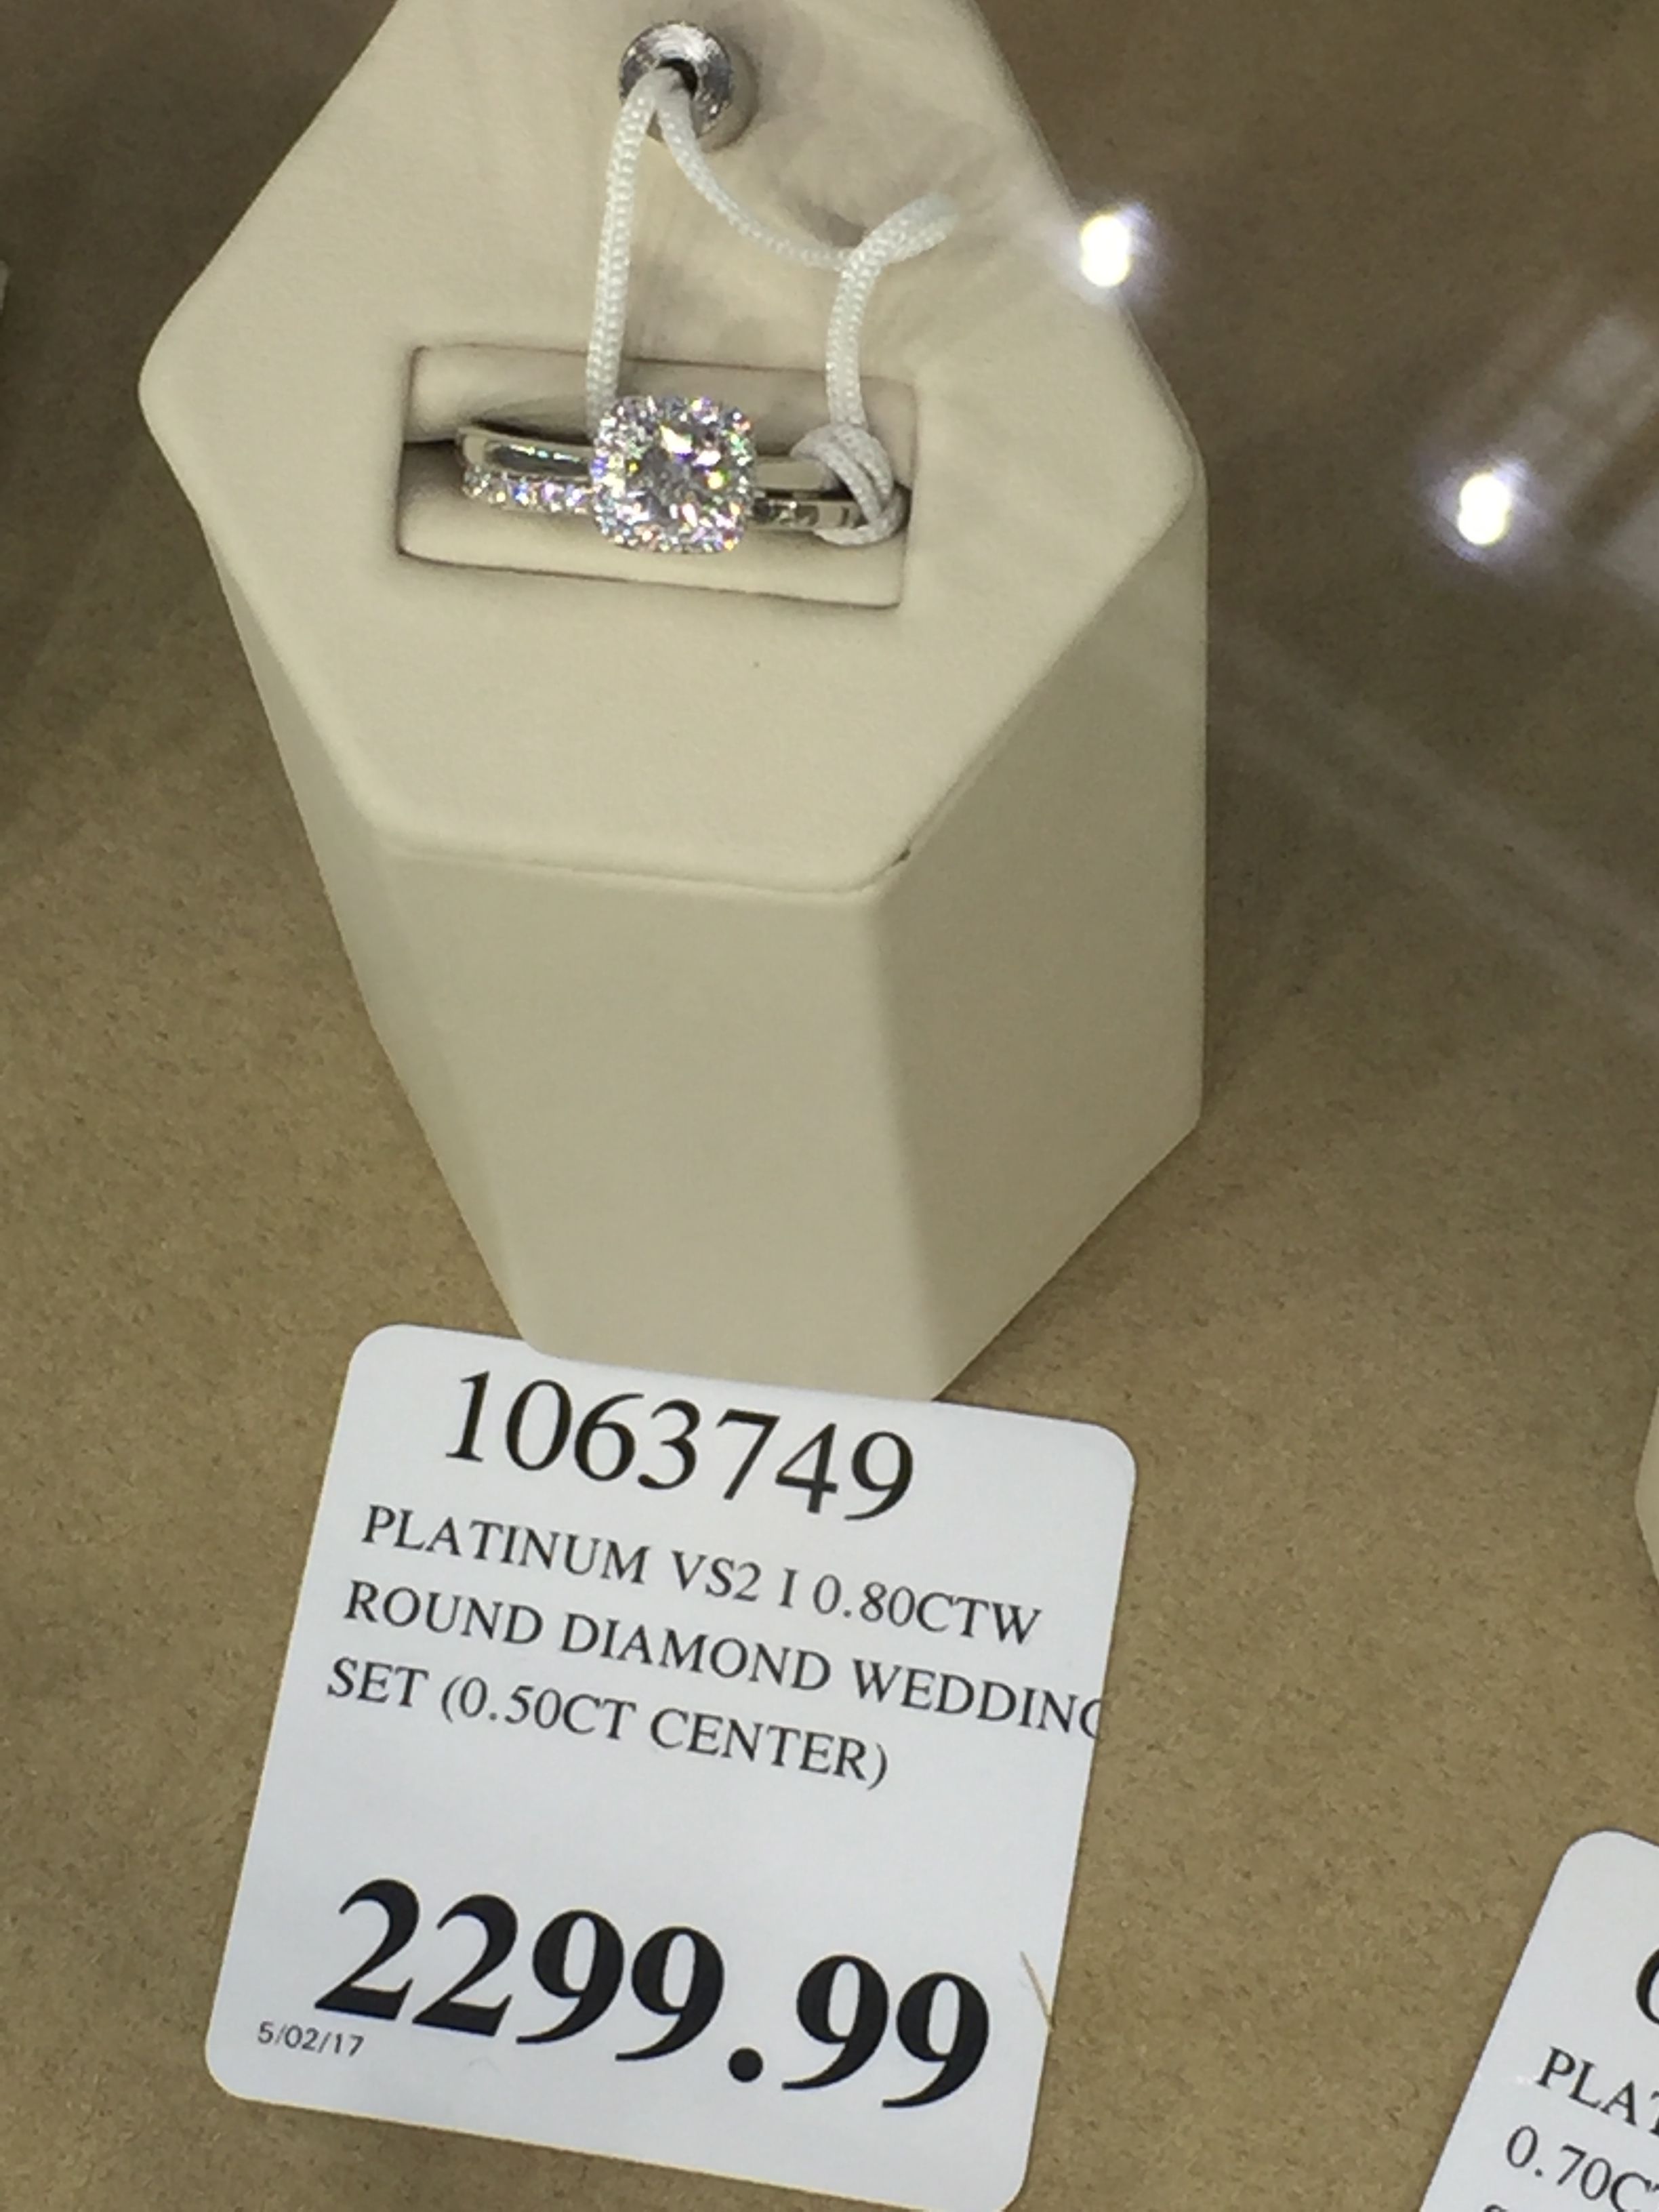 1063749
PLATINUM VS2 I 0.80CTW
ROUND DIAMOND WEDDING
SET (0.50CT CENTER)
2299.99
5/02/17
0.70C